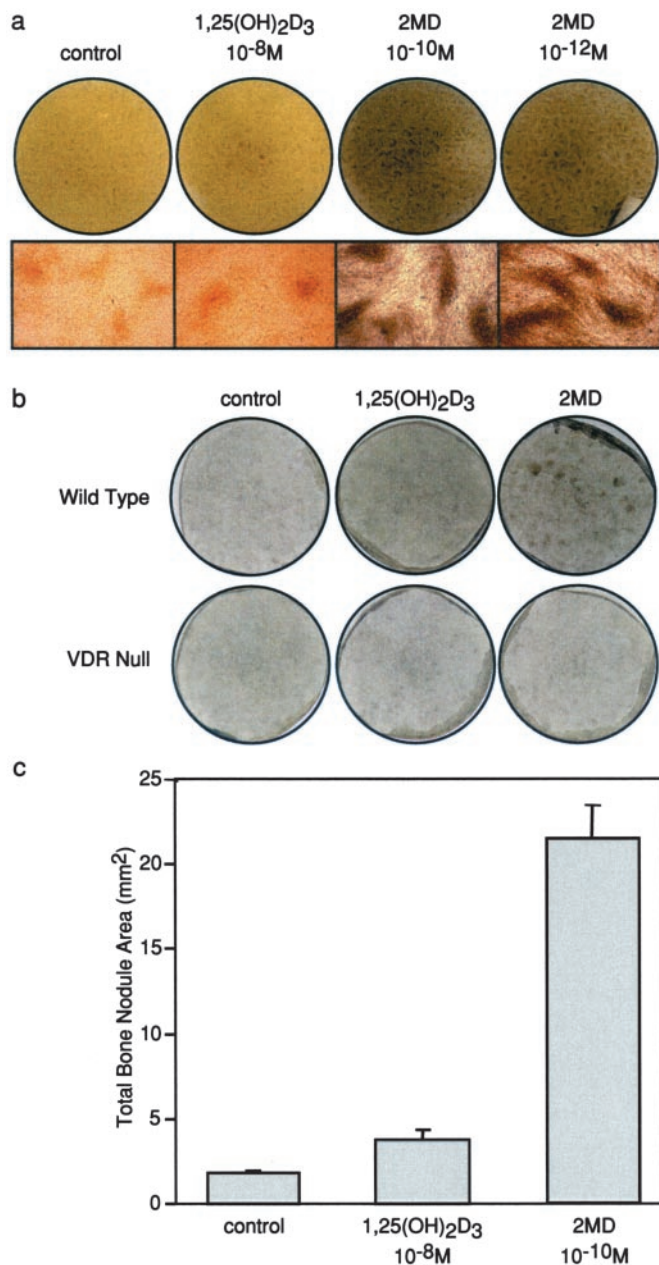 a
control
1,25(OH)₂D₃
10⁻⁸M
2MD
10⁻¹⁰M
2MD
10⁻¹²M
b
control
1,25(OH)₂D₃
2MD
Wild Type
VDR Null
c
Total Bone Nodule Area (mm²)
25
20
15
10
5
0
control
1,25(OH)₂D₃
10⁻⁸M
2MD
10⁻¹⁰M